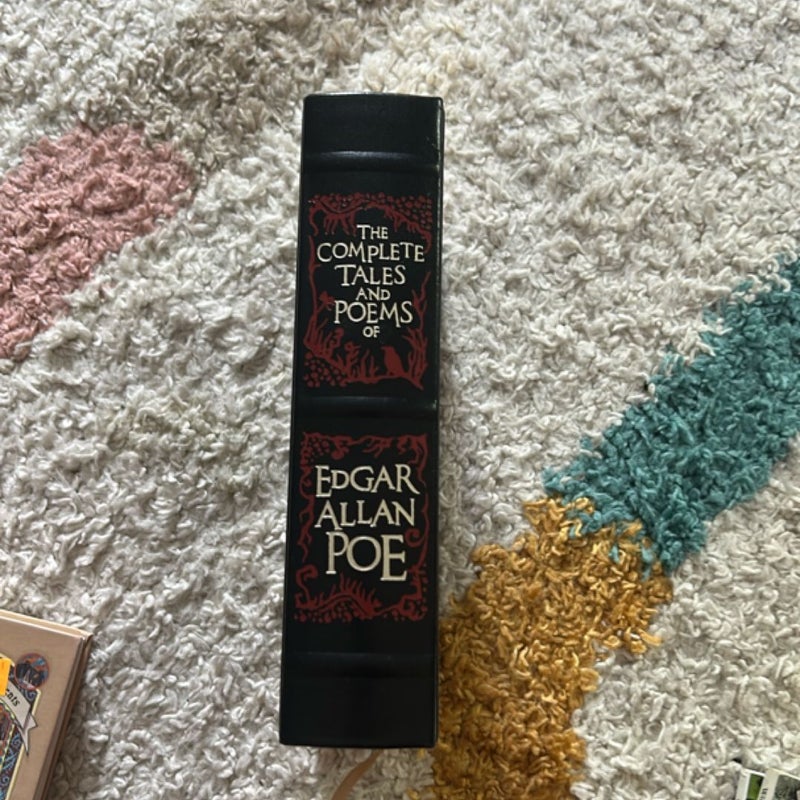 THE
COMPLETE
TALES
AND
POEMS
OF
EDGAR
ALLAN
POE